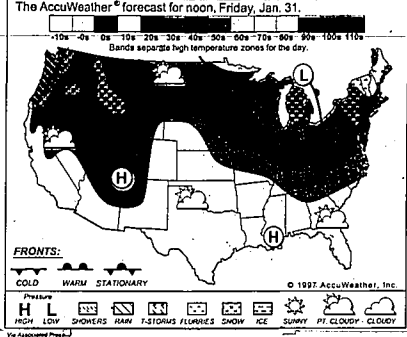 The AccuWeather® forecast for noon, Friday, Jan. 31.
-10s -0s 0s 10s 20s 30s 40s 50s 60s 70s 80s 90s 100s 110s
Bands separate high temperature zones for the day.
L
H
H
FRONTS:
COLD WARM STATIONARY
© 1997 AccuWeather, Inc.
Pressure
H L
HIGH LOW SHOWERS RAIN T-STORMS FLURRIES SNOW ICE SUNNY PT. CLOUDY CLOUDY
Via Associated Press